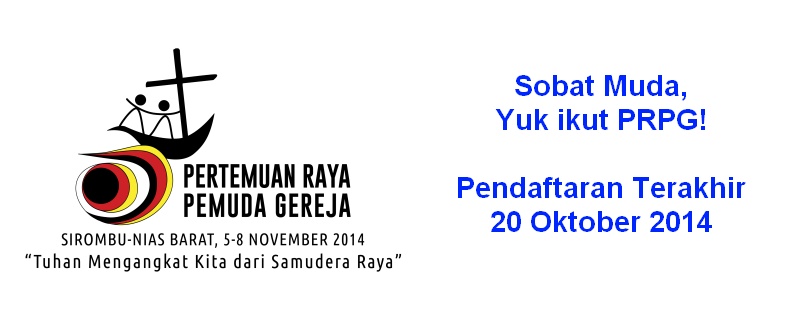 PERTEMUAN RAYA
PEMUDA GEREJA
SIROMBU-NIAS BARAT, 5-8 NOVEMBER 2014
“Tuhan Mengangkat Kita dari Samudera Raya”
Sobat Muda,
Yuk ikut PRPG!
Pendaftaran Terakhir
20 Oktober 2014